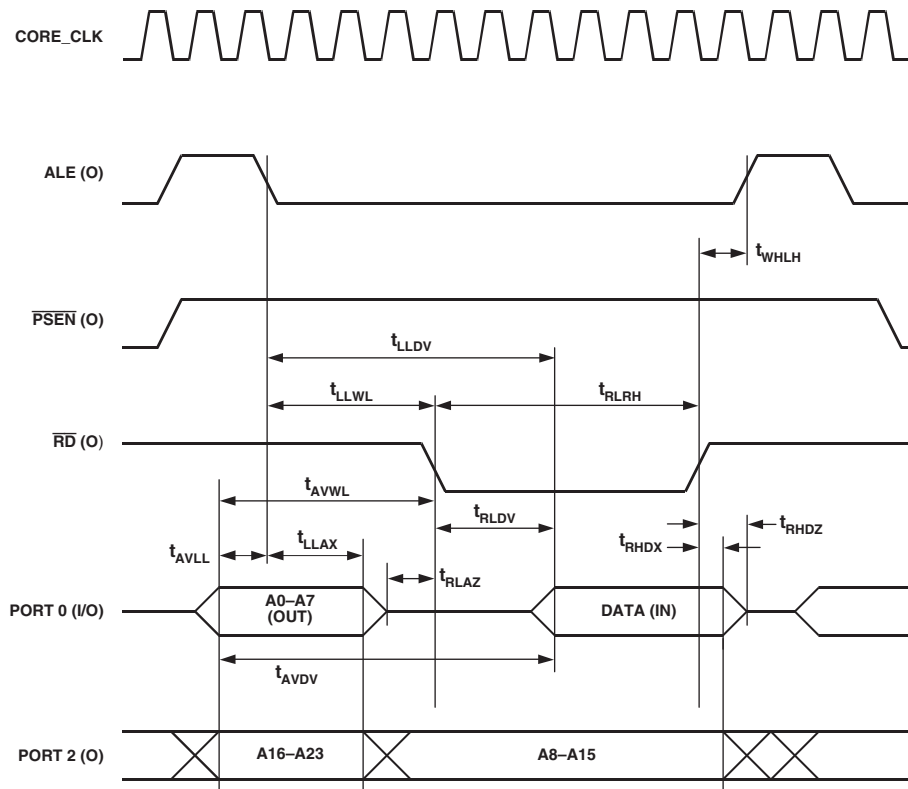 CORE_CLK
ALE (O)
tWHLH
PSEN (O)
tLLDV
tLLWL
tRLRH
RD (O)
tAVWL
tRLDV
tRHDZ
tAVLL
tLLAX
tRHDX
tRLAZ
PORT 0 (I/O)
A0–A7
(OUT)
DATA (IN)
tAVDV
PORT 2 (O)
A16–A23
A8–A15